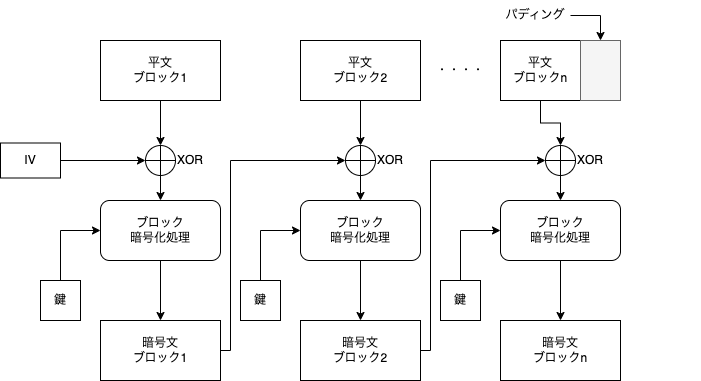 パディング
平文
ブロック1
平文
ブロック2
・・・・
平文
ブロックn
IV
XOR
XOR
XOR
ブロック
暗号化処理
ブロック
暗号化処理
ブロック
暗号化処理
鍵
鍵
鍵
暗号文
ブロック1
暗号文
ブロック2
暗号文
ブロックn